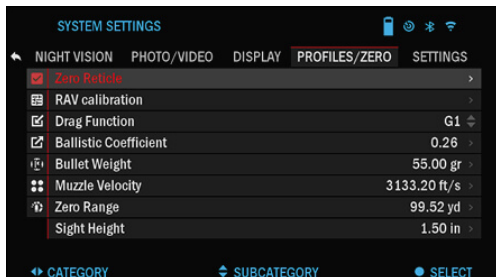 SYSTEM SETTINGS
NIGHT VISION PHOTO/VIDEO DISPLAY PROFILES/ZERO SETTINGS
Zero Reticle
RAV calibration
Drag Function G1
Ballistic Coefficient 0.26
Bullet Weight 55.00 gr
Muzzle Velocity 3133.20 ft/s
Zero Range 99.52 yd
Sight Height 1.50 in
CATEGORY SUBCATEGORY SELECT